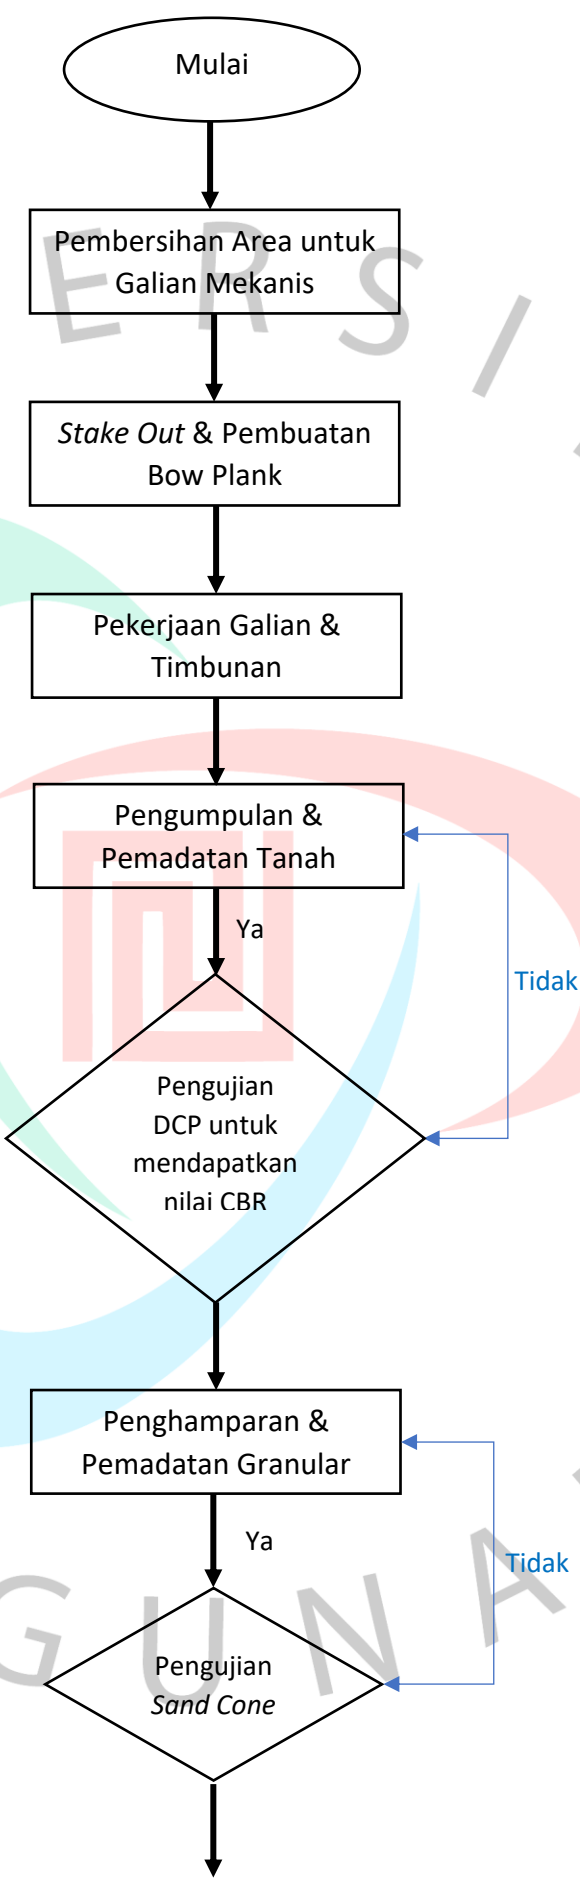 Mulai
Pembersihan Area untuk
Galian Mekanis
Stake Out & Pembuatan
Bow Plank
Pekerjaan Galian &
Timbunan
Pengumpulan &
Pemadatan Tanah
Ya
Tidak
Pengujian
DCP untuk
mendapatkan
nilai CBR
Penghamparan &
Pemadatan Granular
Ya
Tidak
Pengujian
Sand Cone
E R S I
G U N A